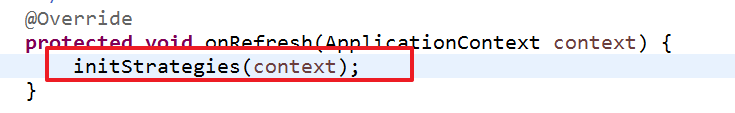 @Override
protected void onRefresh(ApplicationContext context) {
initStrategies(context);
}